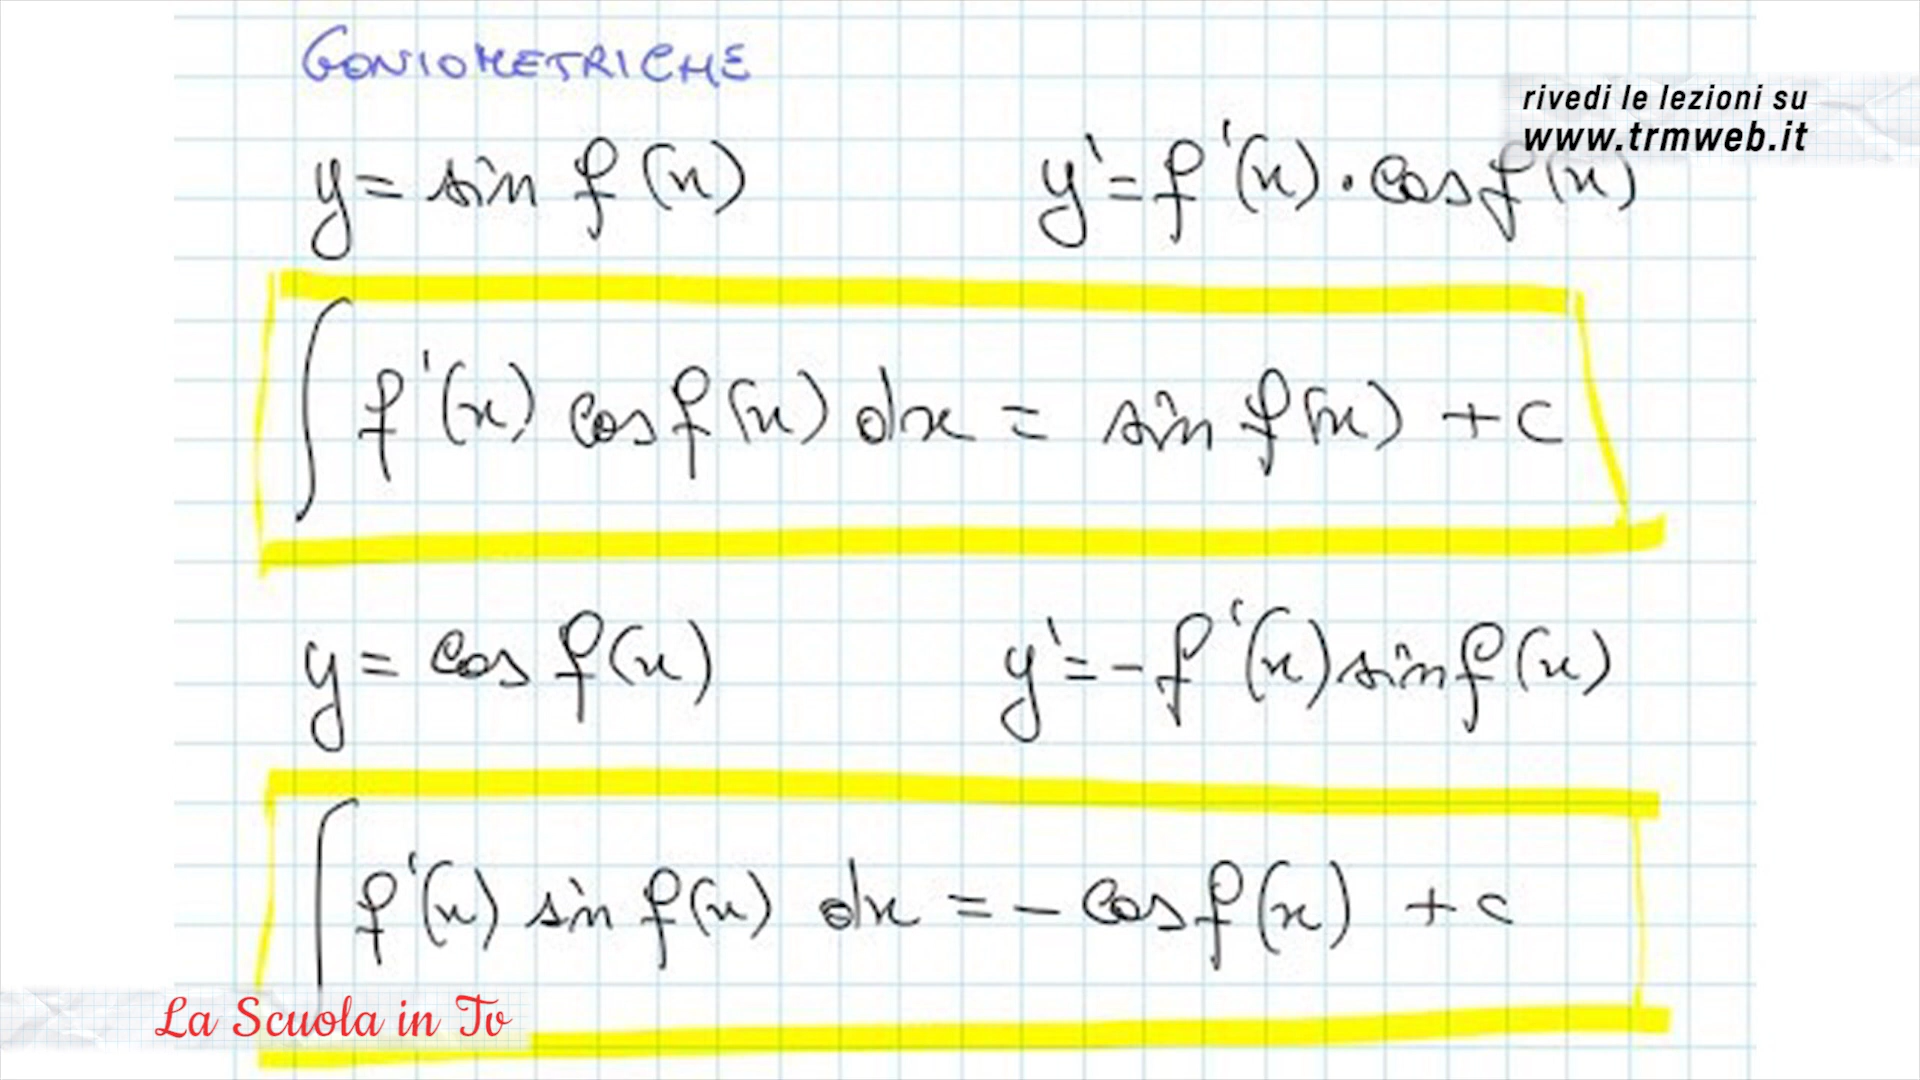 GONIOMETRICHE
rivedi le lezioni su
www.trmweb.it
y = sin f(x) y' = f'(x) · cos f(x)
∫ f'(x) cos f(x) dx = sin f(x) + c
y = cos f(x) y' = - f'(x) sin f(x)
∫ f'(x) sin f(x) dx = - cos f(x) + c
La Scuola in Tv